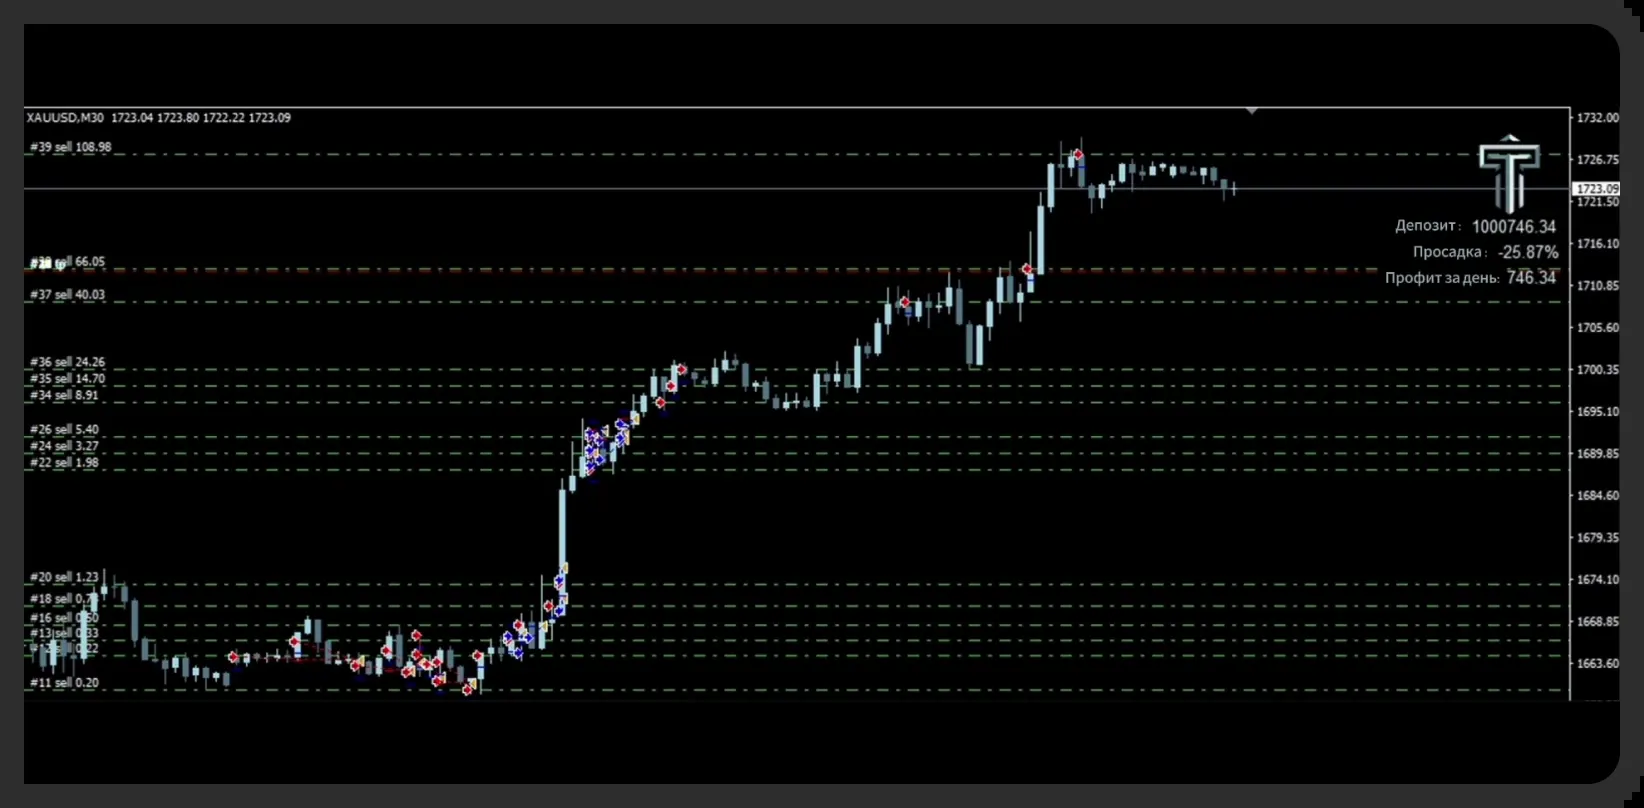 XAUUSD,M30 1723.04 1723.80 1722.22 1723.09
1732.00
#39 sell 108.98
1726.75
1723.09
1721.50
Депозит: 1000746.34
1716.10
Просадка: -25.87%
sell 66.05
Профит за день: 746.34
1710.85
#37 sell 40.03
1705.60
#36 sell 24.26
1700.35
#35 sell 14.70
#34 sell 8.91
1695.10
#26 sell 5.40
#24 sell 3.27
1689.85
#22 sell 1.98
1684.60
1679.35
#20 sell 1.23
1674.10
#18 sell
#16 sell 0.50
1668.85
#13 sell 0.33
0.22
1663.60
#11 sell 0.20